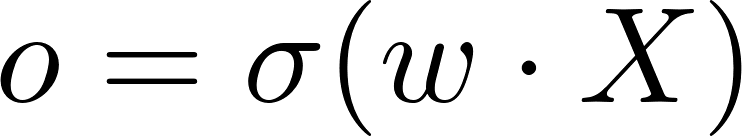 o = σ(w · X)